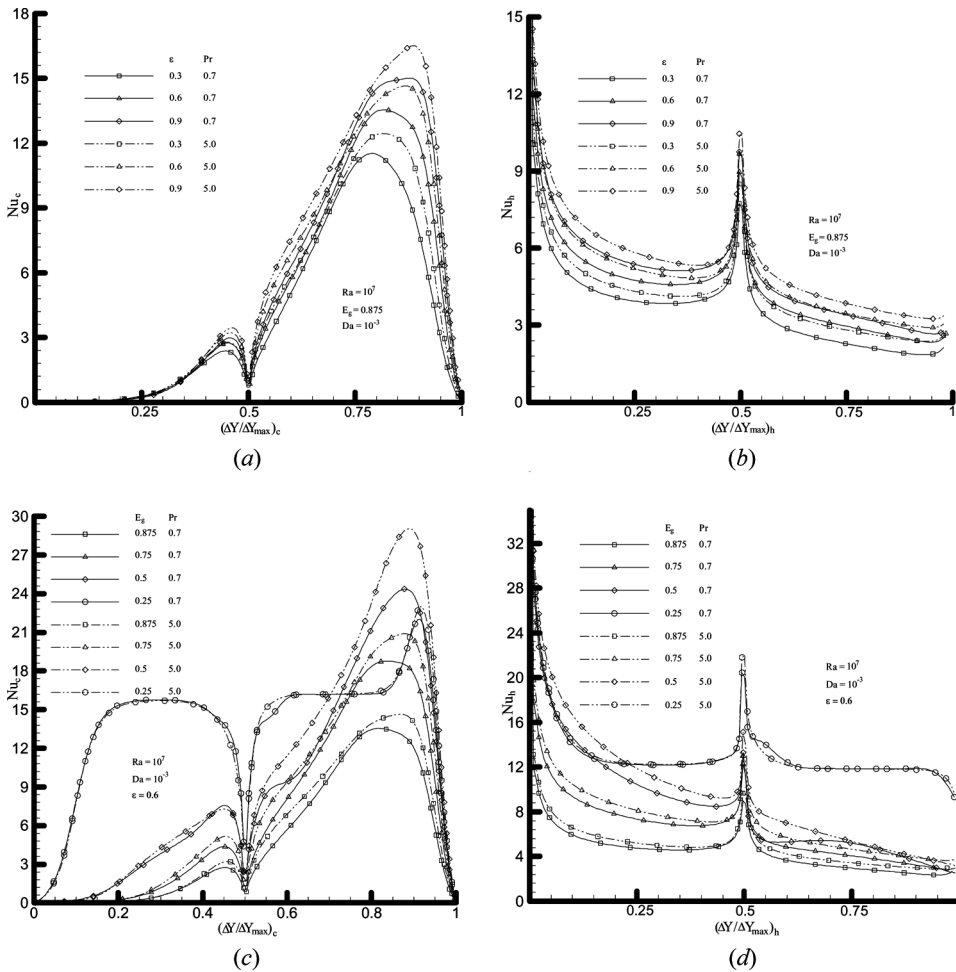 18
15
12
9
6
3
0
Nu_c
ε Pr
0.3 0.7
0.6 0.7
0.9 0.7
0.3 5.0
0.6 5.0
0.9 5.0
Ra = 10^7
E_g = 0.875
Da = 10^-3
0.25 0.5 0.75 1
(ΔY/ΔY_max)_c
(a)
15
12
9
6
3
0
Nu_h
ε Pr
0.3 0.7
0.6 0.7
0.9 0.7
0.3 5.0
0.6 5.0
0.9 5.0
Ra = 10^7
E_g = 0.875
Da = 10^-3
0.25 0.5 0.75 1
(ΔY/ΔY_max)_h
(b)
30
27
24
21
18
15
12
9
6
3
0
Nu_c
E_g Pr
0.875 0.7
0.75 0.7
0.5 0.7
0.25 0.7
0.875 5.0
0.75 5.0
0.5 5.0
0.25 5.0
Ra = 10^7
Da = 10^-3
ε = 0.6
0 0.2 0.4 0.6 0.8 1
(ΔY/ΔY_max)_c
(c)
32
28
24
20
16
12
8
4
0
Nu_h
E_g Pr
0.875 0.7
0.75 0.7
0.5 0.7
0.25 0.7
0.875 5.0
0.75 5.0
0.5 5.0
0.25 5.0
Ra = 10^7
Da = 10^-3
ε = 0.6
0.25 0.5 0.75
(ΔY/ΔY_max)_h
(d)